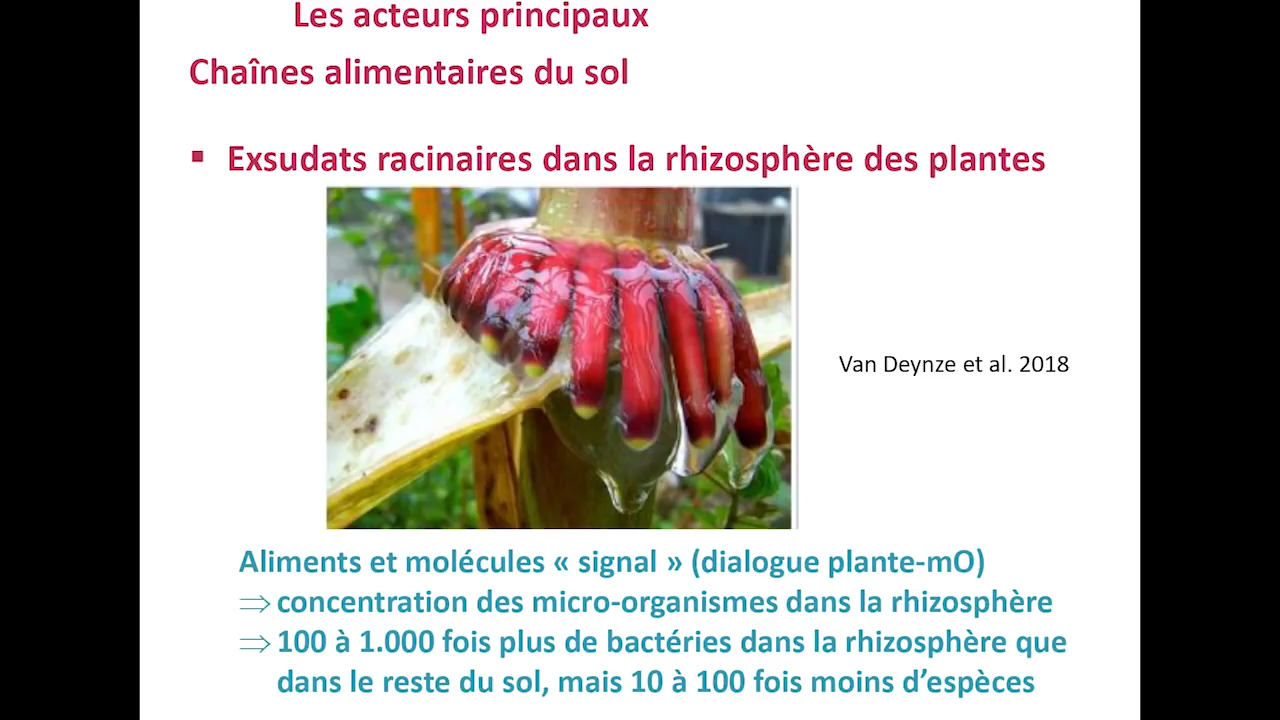 Les acteurs principaux
Chaînes alimentaires du sol
▪ Exsudats racinaires dans la rhizosphère des plantes
Van Deynze et al. 2018
Aliments et molécules « signal » (dialogue plante-mO)
⇒ concentration des micro-organismes dans la rhizosphère
⇒ 100 à 1.000 fois plus de bactéries dans la rhizosphère que
dans le reste du sol, mais 10 à 100 fois moins d’espèces